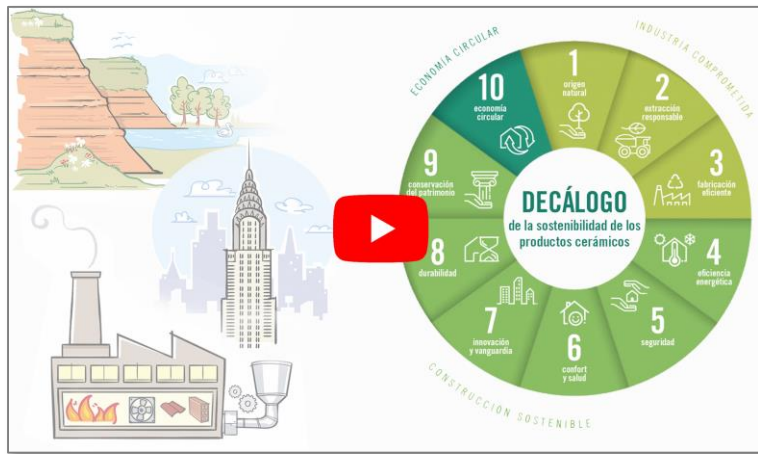 ECONOMÍA CIRCULAR
INDUSTRIA COMPROMETIDA
CONSTRUCCIÓN SOSTENIBLE
DECÁLOGO
de la sostenibilidad de los
productos cerámicos
1
origen
natural
2
extracción
responsable
3
fabricación
eficiente
4
eficiencia
energética
5
seguridad
6
confort
y salud
7
innovación
y vanguardia
8
durabilidad
9
conservación
del patrimonio
10
economía
circular